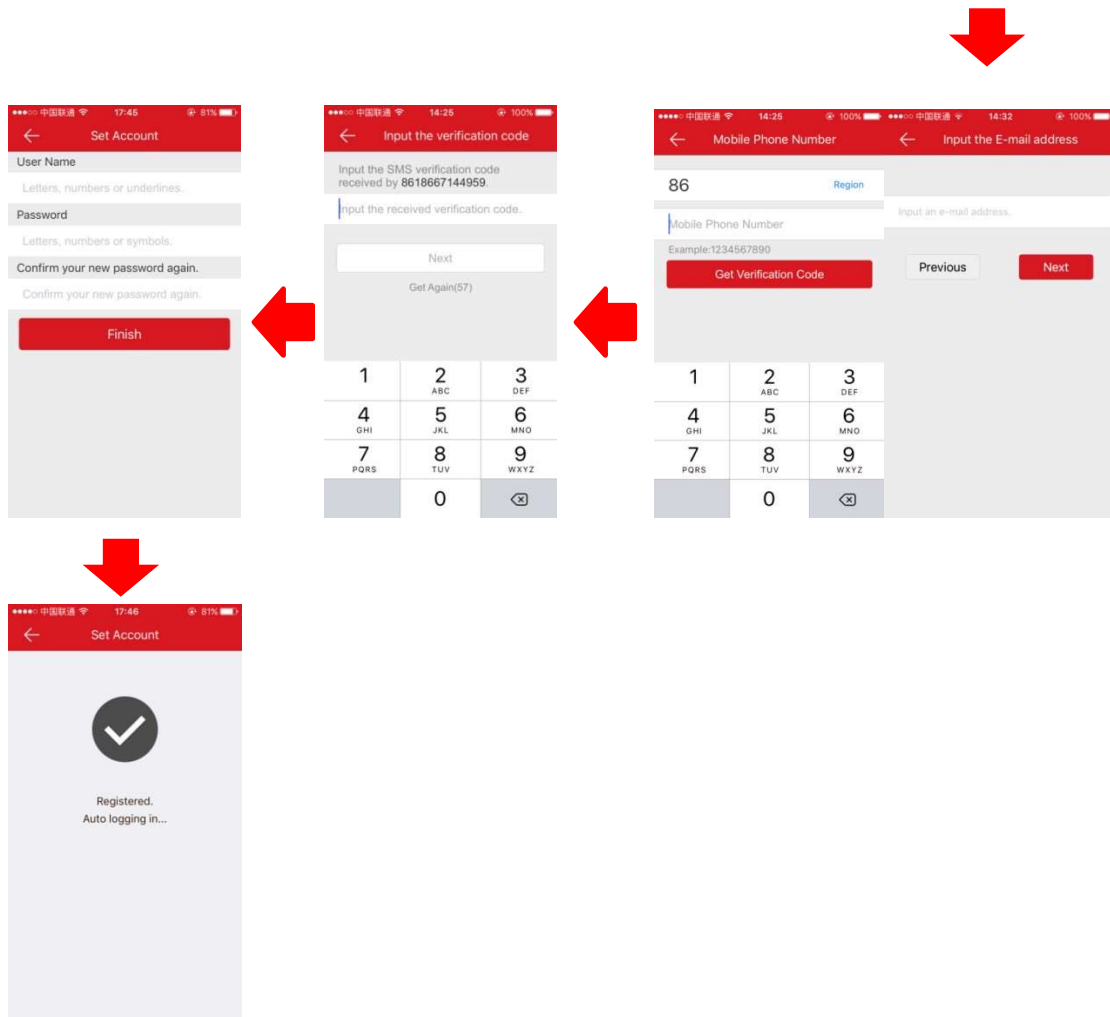 中国联通 17:45 81%
Set Account
User Name
Letters, numbers or underlines.
Password
Letters, numbers or symbols.
Confirm your new password again.
Confirm your new password again.
Finish
中国联通 14:25 100%
Input the verification code
Input the SMS verification code
received by 8618667144959.
Input the received verification code.
Next
Get Again(57)
1 2 3
ABC DEF
4 5 6
GHI JKL MNO
7 8 9
PQRS TUV WXYZ
0
中国联通 14:25 100%
Mobile Phone Number
86 Region
Mobile Phone Number
Example:1234567890
Get Verification Code
1 2 3
ABC DEF
4 5 6
GHI JKL MNO
7 8 9
PQRS TUV WXYZ
0
中国联通 14:32 100%
Input the E-mail address
Input an e-mail address.
Previous Next
中国联通 17:46 81%
Set Account
Registered.
Auto logging in...